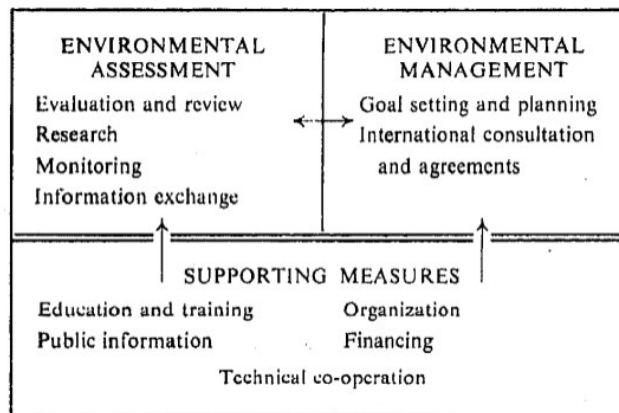 ENVIRONMENTAL
ASSESSMENT
Evaluation and review
Research
Monitoring
Information exchange
ENVIRONMENTAL
MANAGEMENT
Goal setting and planning
International consultation
and agreements
SUPPORTING MEASURES
Education and training
Public information
Organization
Financing
Technical co-operation